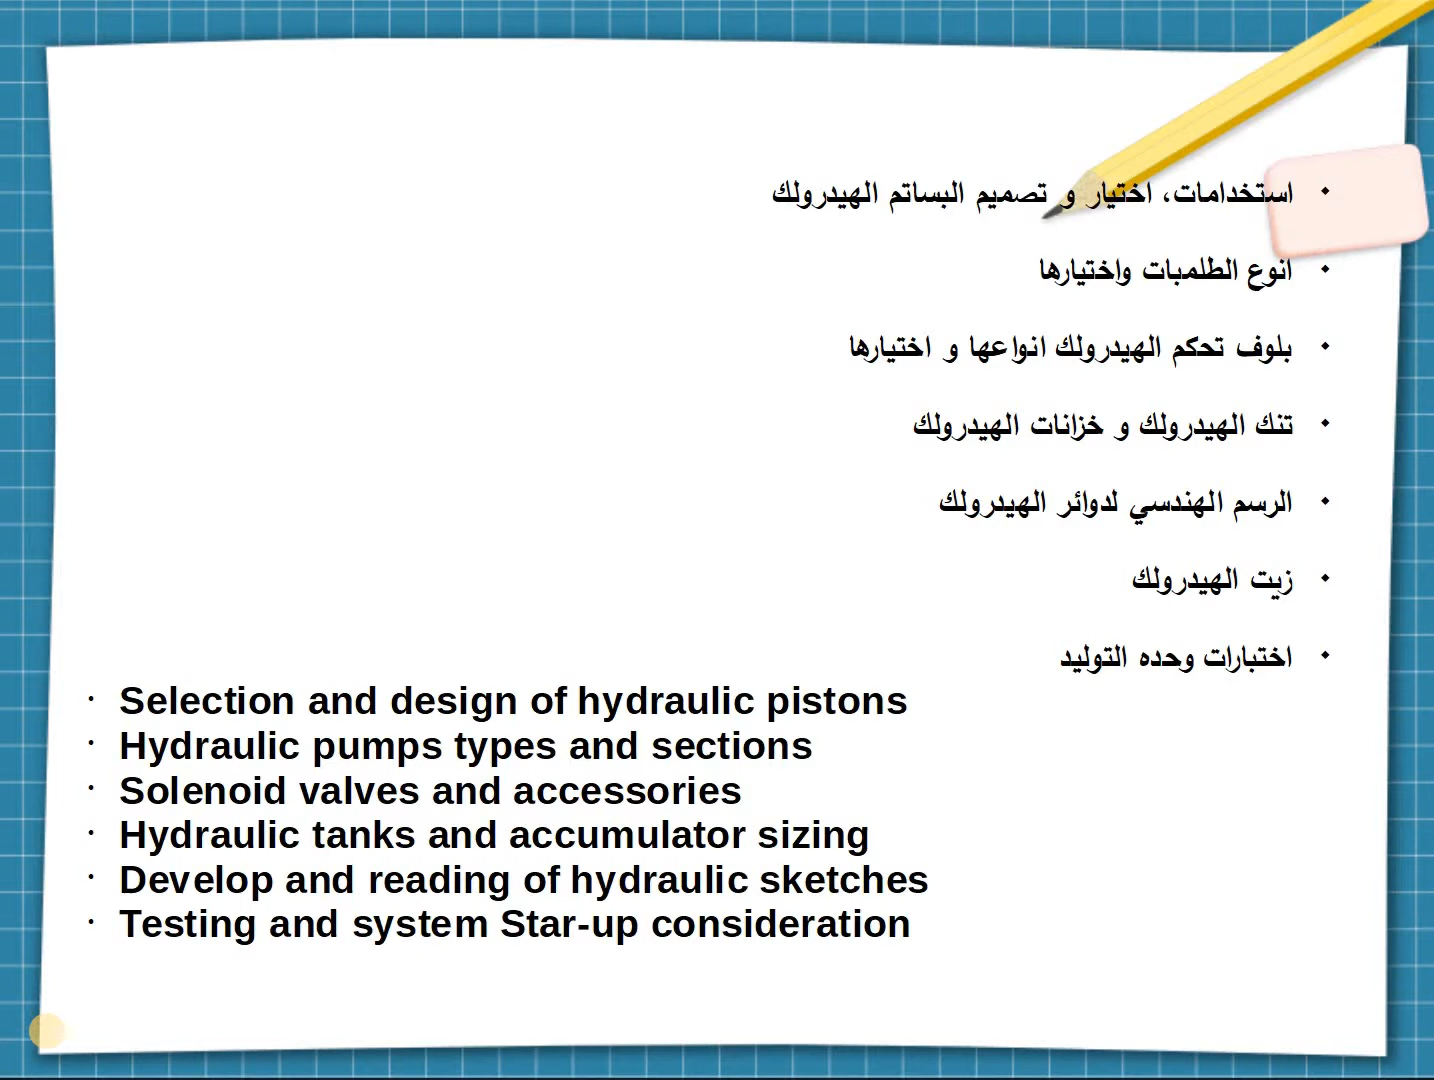 استخدامات، اختيار و تصميم البساتم الهيدرولك
انوع الطلمبات واختيارها
بلوف تحكم الهيدرولك انواعها و اختيارها
تنك الهيدرولك و خزانات الهيدرولك
الرسم الهندسي لدوائر الهيدرولك
زيت الهيدرولك
اختبارات وحده التوليد
Selection and design of hydraulic pistons
Hydraulic pumps types and sections
Solenoid valves and accessories
Hydraulic tanks and accumulator sizing
Develop and reading of hydraulic sketches
Testing and system Star-up consideration